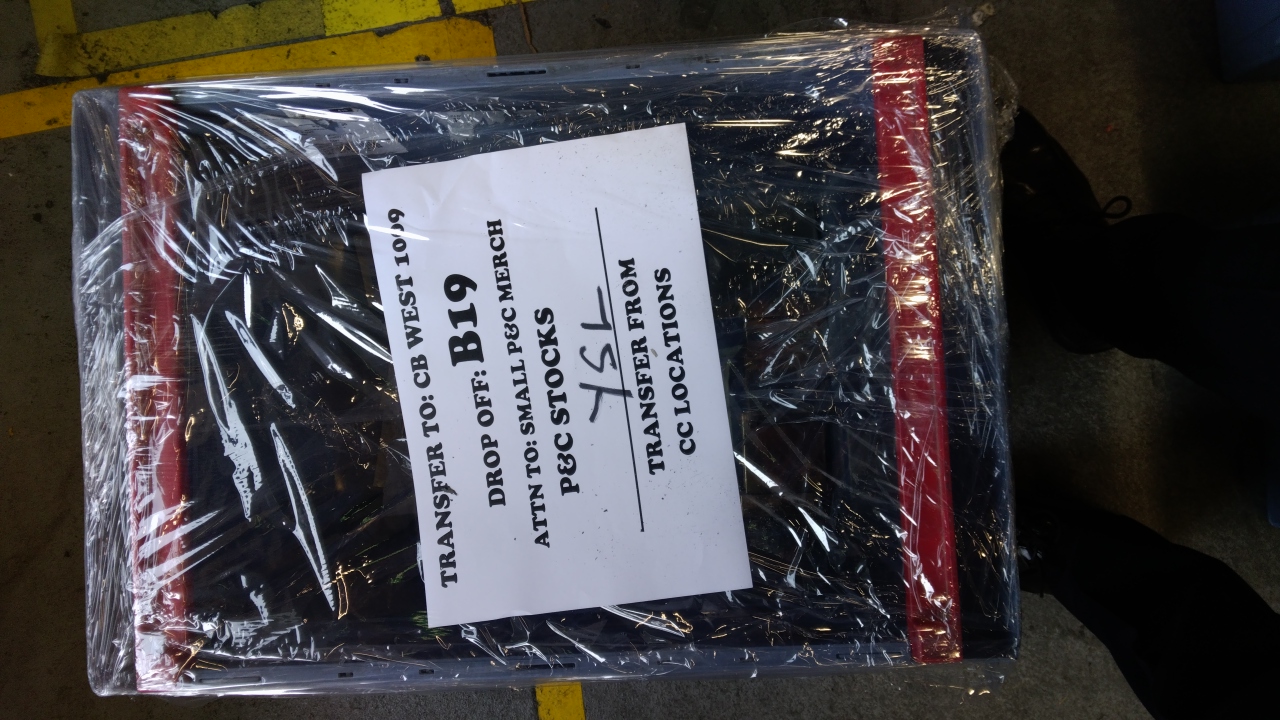 TRANSFER TO: CB WEST 1009
DROP OFF: B19
ATTN TO: SMALL P&C MERCH
P&C STOCKS
YSL
TRANSFER FROM
CC LOCATIONS